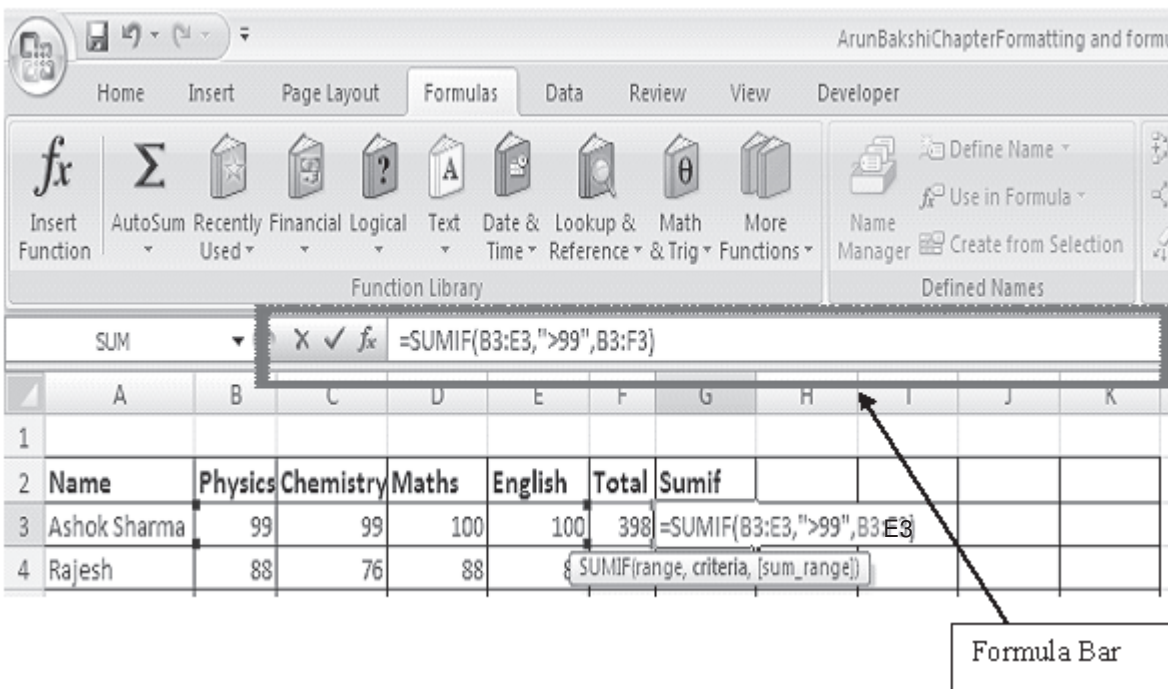 ArunBakshiChapterFormatting and formu
Home Insert Page Layout Formulas Data Review View Developer
fx Σ ? A θ
Insert Function AutoSum Recently Used Financial Logical Text Date & Time Lookup & Reference Math & Trig More Functions
Function Library
Name Manager
Define Name
Use in Formula
Create from Selection
Defined Names
SUM fx =SUMIF(B3:E3,">99",B3:F3)
A B C D E F G H I J K
1
2 Name Physics Chemistry Maths English Total Sumif
3 Ashok Sharma 99 99 100 100 398 =SUMIF(B3:E3,">99",B3:E3)
4 Rajesh 88 76 88 SUMIF(range, criteria, [sum_range])
Formula Bar